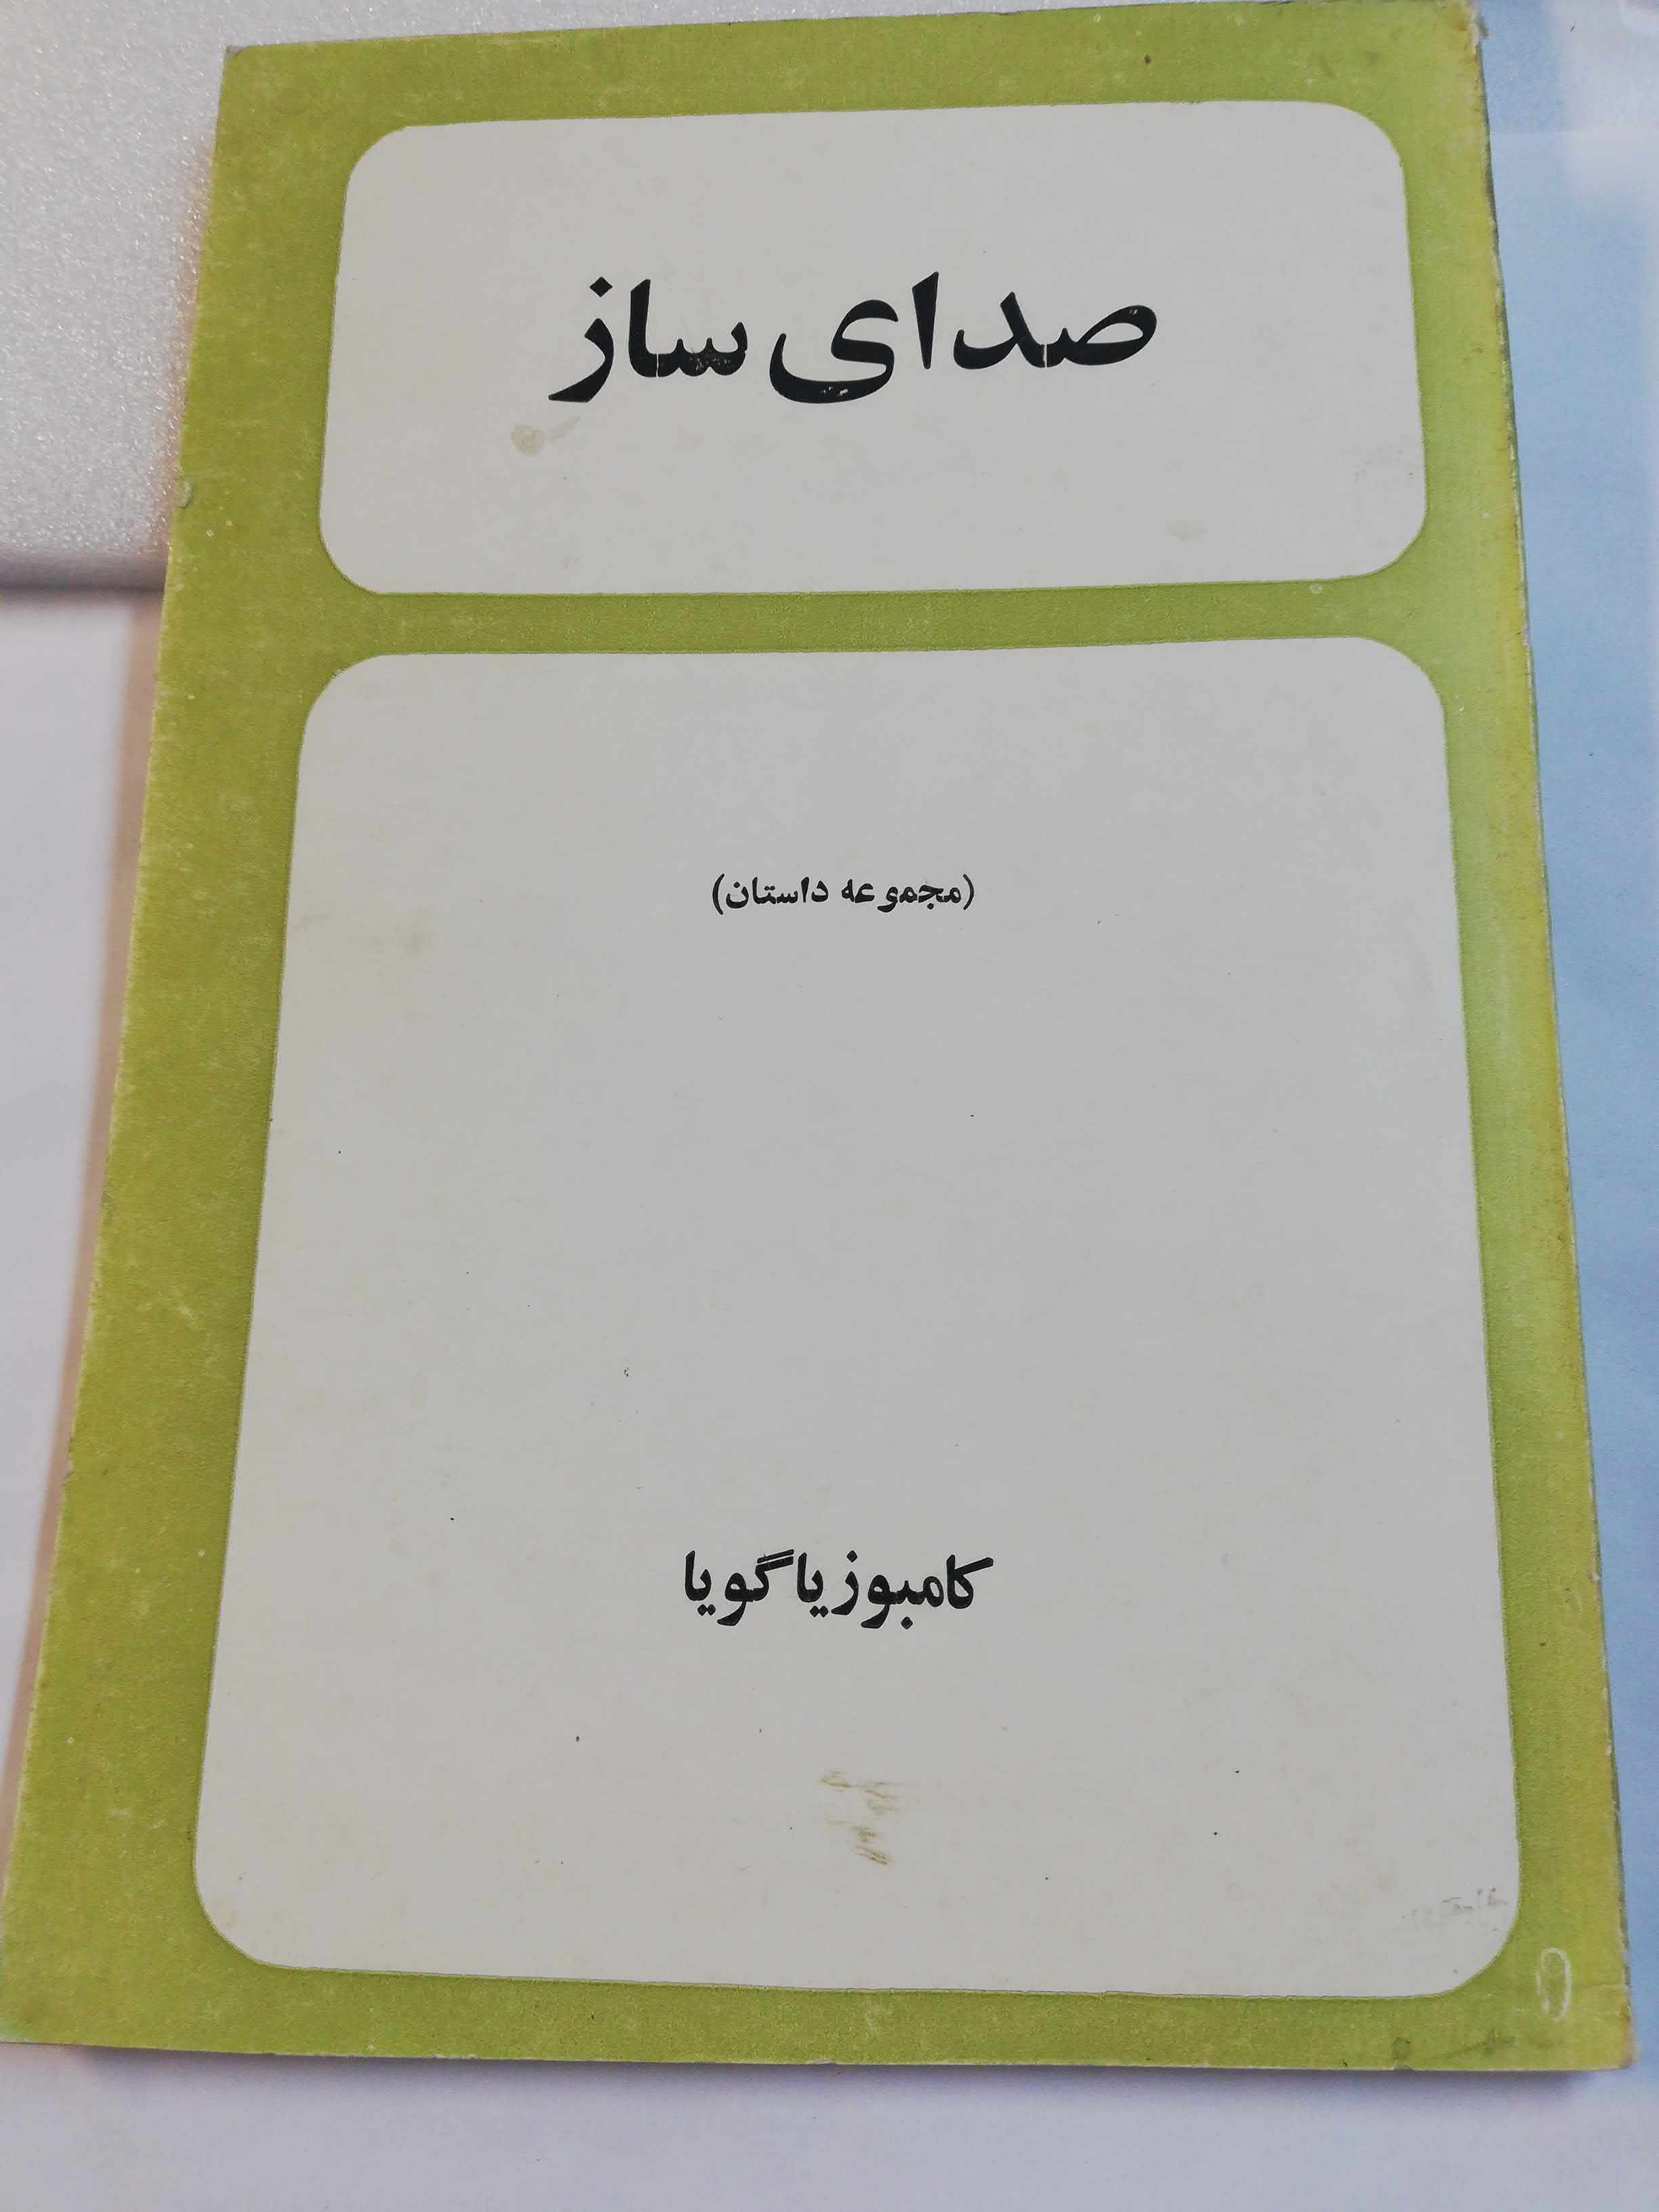 صدای ساز
(مجموعه داستان)
کامبوزیا گویا